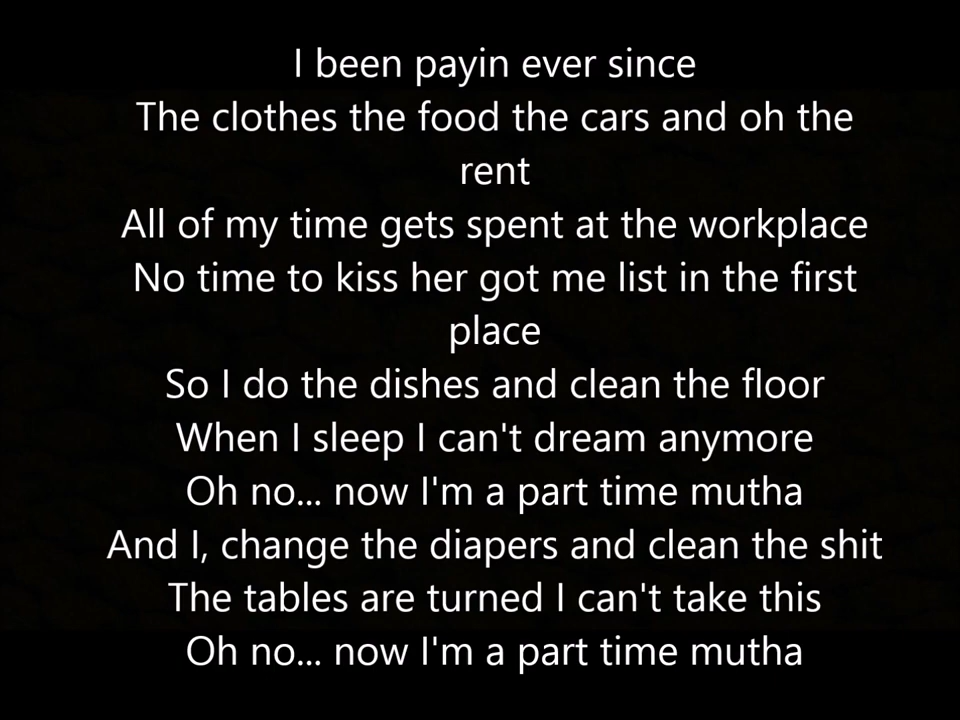 I been payin ever since
The clothes the food the cars and oh the
rent
All of my time gets spent at the workplace
No time to kiss her got me list in the first
place
So I do the dishes and clean the floor
When I sleep I can't dream anymore
Oh no... now I'm a part time mutha
And I, change the diapers and clean the shit
The tables are turned I can't take this
Oh no... now I'm a part time mutha